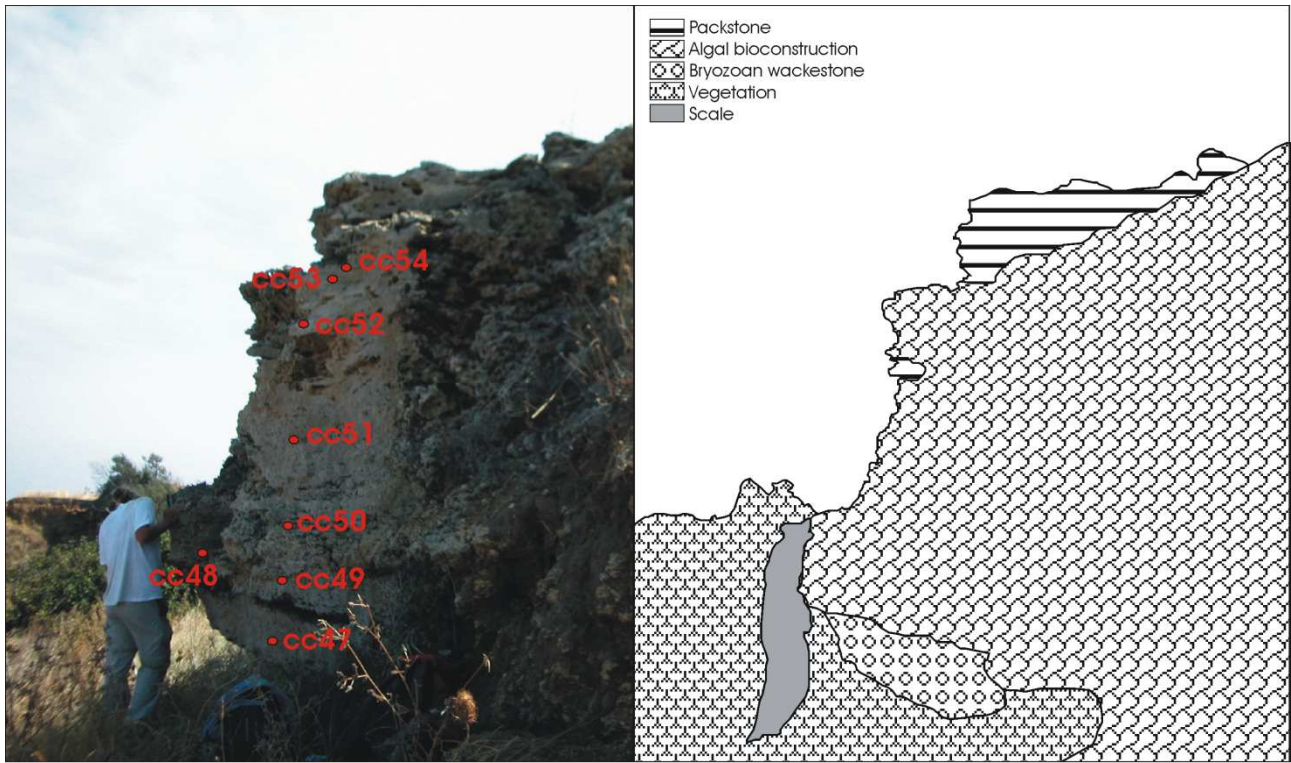 Packstone
Algal bioconstruction
Bryozoan wackestone
Vegetation
Scale
cc54
cc53
cc52
cc51
cc50
cc48
cc49
cc47